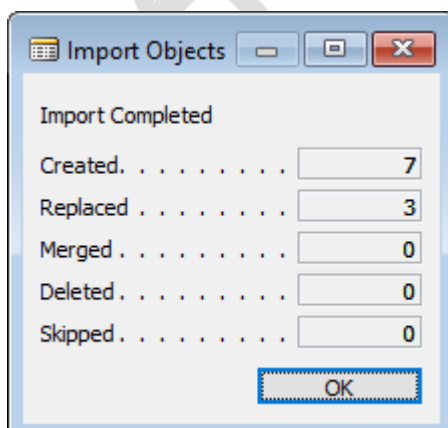 Import Objects
Import Completed
Created. . . . . . . . . 7
Replaced . . . . . . . . 3
Merged . . . . . . . . . 0
Deleted . . . . . . . . . 0
Skipped . . . . . . . . . 0
OK